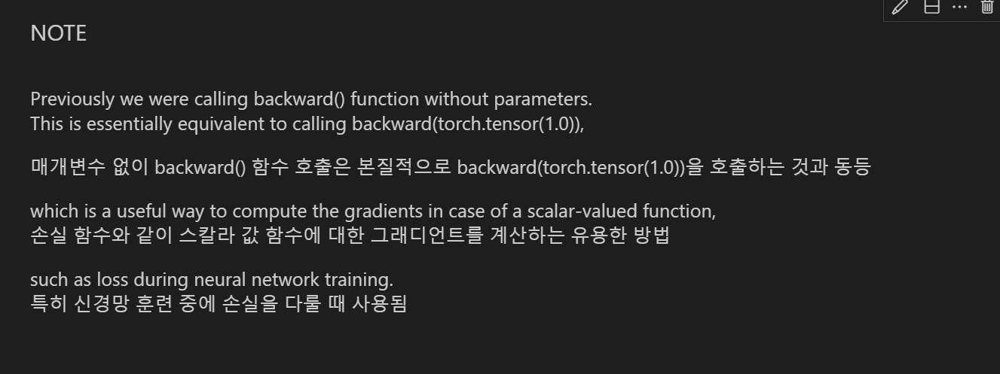 NOTE
Previously we were calling backward() function without parameters.
This is essentially equivalent to calling backward(torch.tensor(1.0)),
매개변수 없이 backward() 함수 호출은 본질적으로 backward(torch.tensor(1.0))을 호출하는 것과 동등
which is a useful way to compute the gradients in case of a scalar-valued function,
손실 함수와 같이 스칼라 값 함수에 대한 그래디언트를 계산하는 유용한 방법
such as loss during neural network training.
특히 신경망 훈련 중에 손실을 다룰 때 사용됨